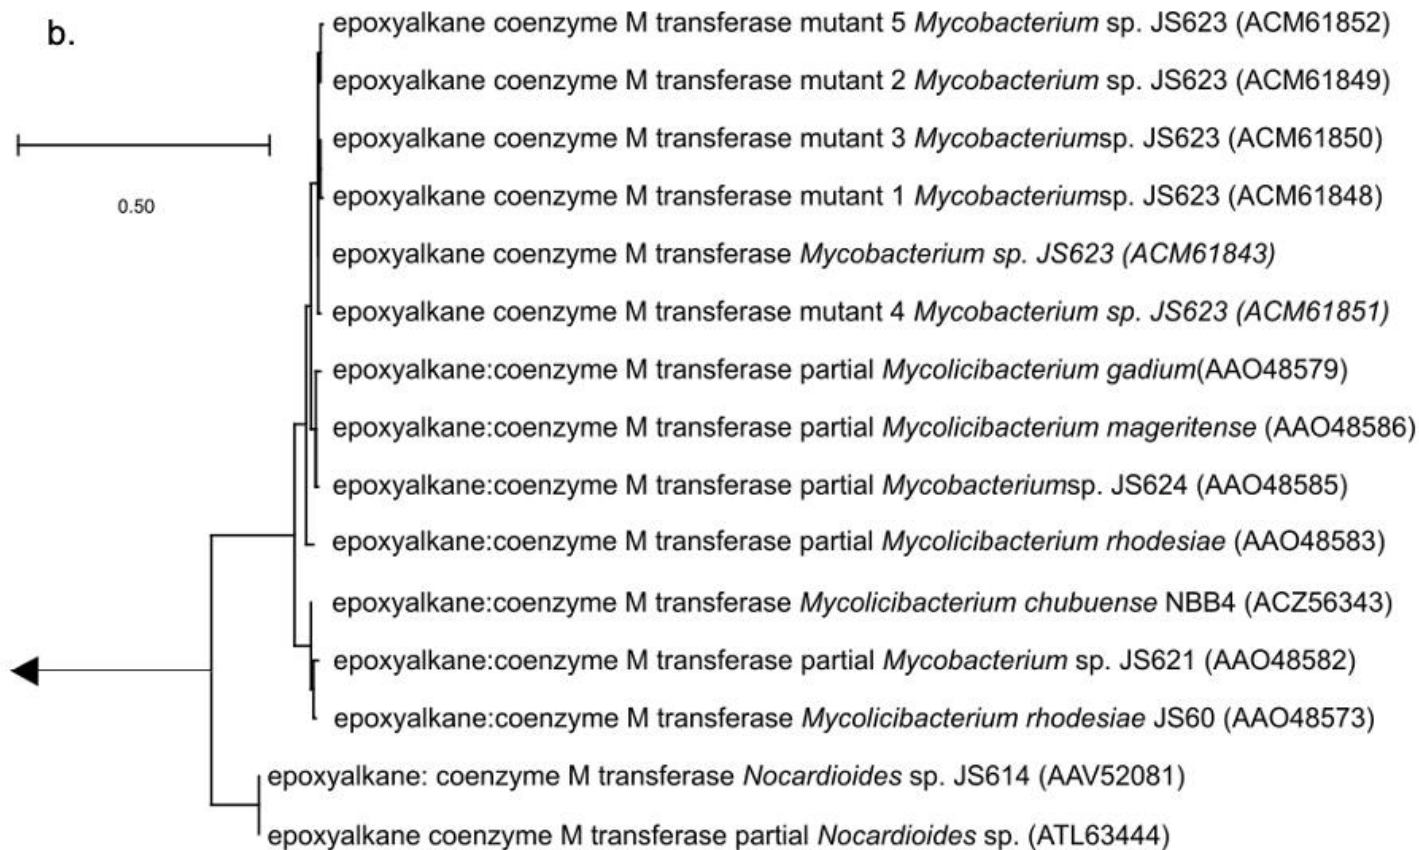 b.
epoxyalkane coenzyme M transferase mutant 5 Mycobacterium sp. JS623 (ACM61852)
epoxyalkane coenzyme M transferase mutant 2 Mycobacterium sp. JS623 (ACM61849)
epoxyalkane coenzyme M transferase mutant 3 Mycobacteriumsp. JS623 (ACM61850)
epoxyalkane coenzyme M transferase mutant 1 Mycobacteriumsp. JS623 (ACM61848)
0.50
epoxyalkane coenzyme M transferase Mycobacterium sp. JS623 (ACM61843)
epoxyalkane coenzyme M transferase mutant 4 Mycobacterium sp. JS623 (ACM61851)
epoxyalkane:coenzyme M transferase partial Mycolicibacterium gadium(AAO48579)
epoxyalkane:coenzyme M transferase partial Mycolicibacterium mageritense (AAO48586)
epoxyalkane:coenzyme M transferase partial Mycobacteriumsp. JS624 (AAO48585)
epoxyalkane:coenzyme M transferase partial Mycolicibacterium rhodesiae (AAO48583)
epoxyalkane:coenzyme M transferase Mycolicibacterium chubuense NBB4 (ACZ56343)
epoxyalkane:coenzyme M transferase partial Mycobacterium sp. JS621 (AAO48582)
epoxyalkane:coenzyme M transferase Mycolicibacterium rhodesiae JS60 (AAO48573)
epoxyalkane: coenzyme M transferase Nocardioides sp. JS614 (AAV52081)
epoxyalkane coenzyme M transferase partial Nocardioides sp. (ATL63444)